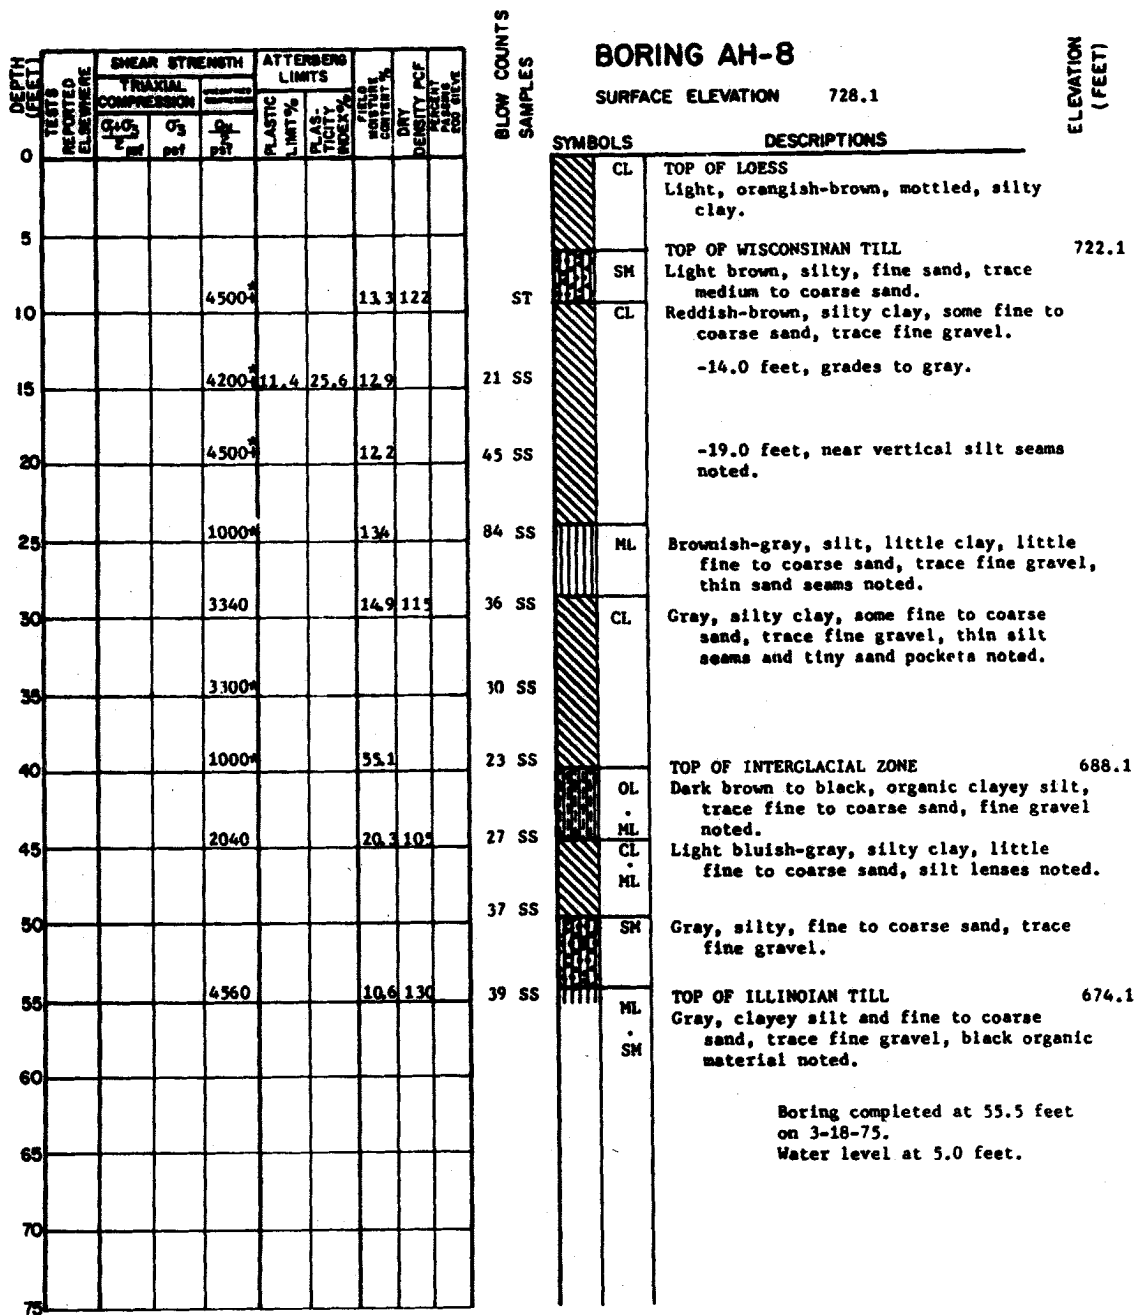 BORING AH-8
SURFACE ELEVATION 728.1
ELEVATION (FEET)
DEPTH (FEET)
TESTS REPORTED ELSEWHERE
SHEAR STRENGTH
TRIAXIAL COMPRESSION
σ3 psf
ATTERBERG LIMITS
PLASTIC LIMIT%
PLAS-TICITY INDEX%
FIELD MOISTURE CONTENT%
DRY DENSITY PCF
PERCENT PASSING 200 SIEVE
BLOW COUNTS
SAMPLES
SYMBOLS DESCRIPTIONS
0
CL TOP OF LOESS
Light, orangish-brown, mottled, silty
clay.
5
TOP OF WISCONSINAN TILL 722.1
SM Light brown, silty, fine sand, trace
medium to coarse sand.
4500+* 13.3 122 ST
10
CL Reddish-brown, silty clay, some fine to
coarse sand, trace fine gravel.
-14.0 feet, grades to gray.
4200+* 11.4 25.6 12.9 21 SS
15
-19.0 feet, near vertical silt seams
noted.
4500+* 12.2 45 SS
20
1000* 13.4 84 SS
25
ML Brownish-gray, silt, little clay, little
fine to coarse sand, trace fine gravel,
thin sand seams noted.
3340 14.9 115 36 SS
30
CL Gray, silty clay, some fine to coarse
sand, trace fine gravel, thin silt
seams and tiny sand pockets noted.
3300* 30 SS
35
1000* 55.1 23 SS
40
TOP OF INTERGLACIAL ZONE 688.1
OL · ML Dark brown to black, organic clayey silt,
trace fine to coarse sand, fine gravel
noted.
2040 20.3 105 27 SS
45
CL · ML Light bluish-gray, silty clay, little
fine to coarse sand, silt lenses noted.
37 SS
50
SM Gray, silty, fine to coarse sand, trace
fine gravel.
4560 10.6 130 39 SS
55
TOP OF ILLINOIAN TILL 674.1
ML · SM Gray, clayey silt and fine to coarse
sand, trace fine gravel, black organic
material noted.
60
Boring completed at 55.5 feet
on 3-18-75.
Water level at 5.0 feet.
65
70
75